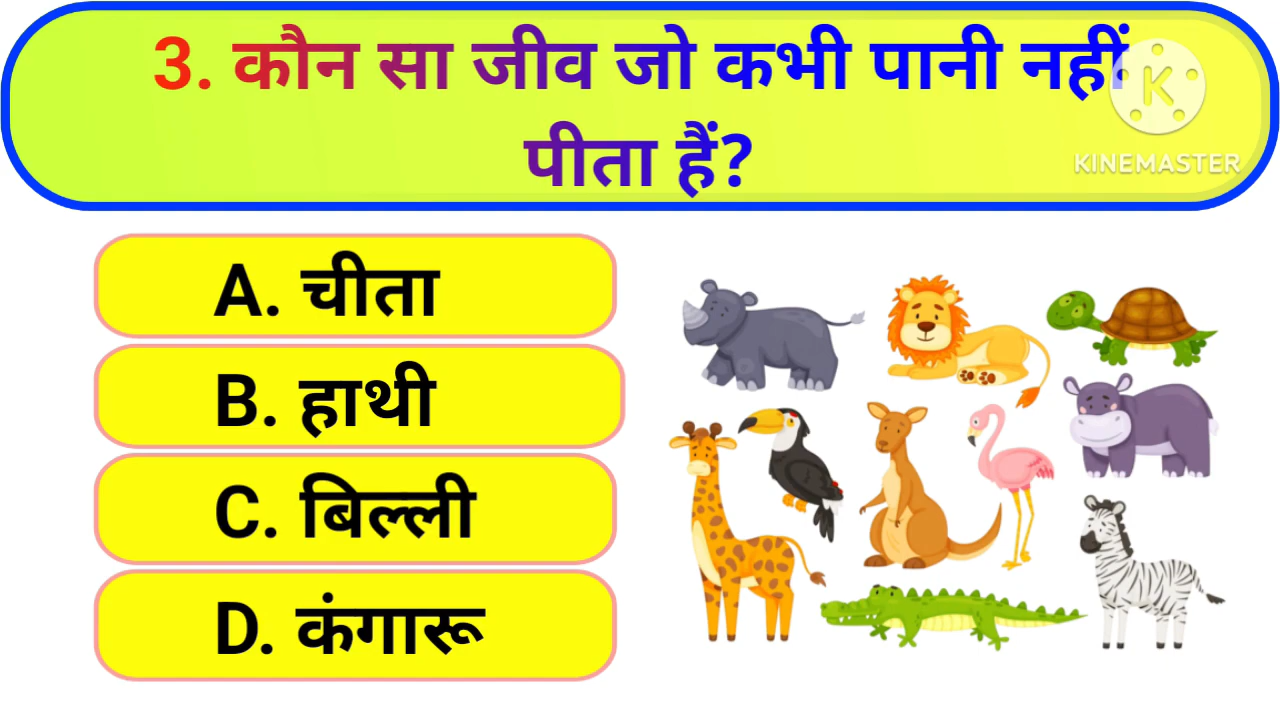 3. कौन सा जीव जो कभी पानी नहीं
पीता हैं?
K
KINEMASTER
A. चीता
B. हाथी
C. बिल्ली
D. कंगारू